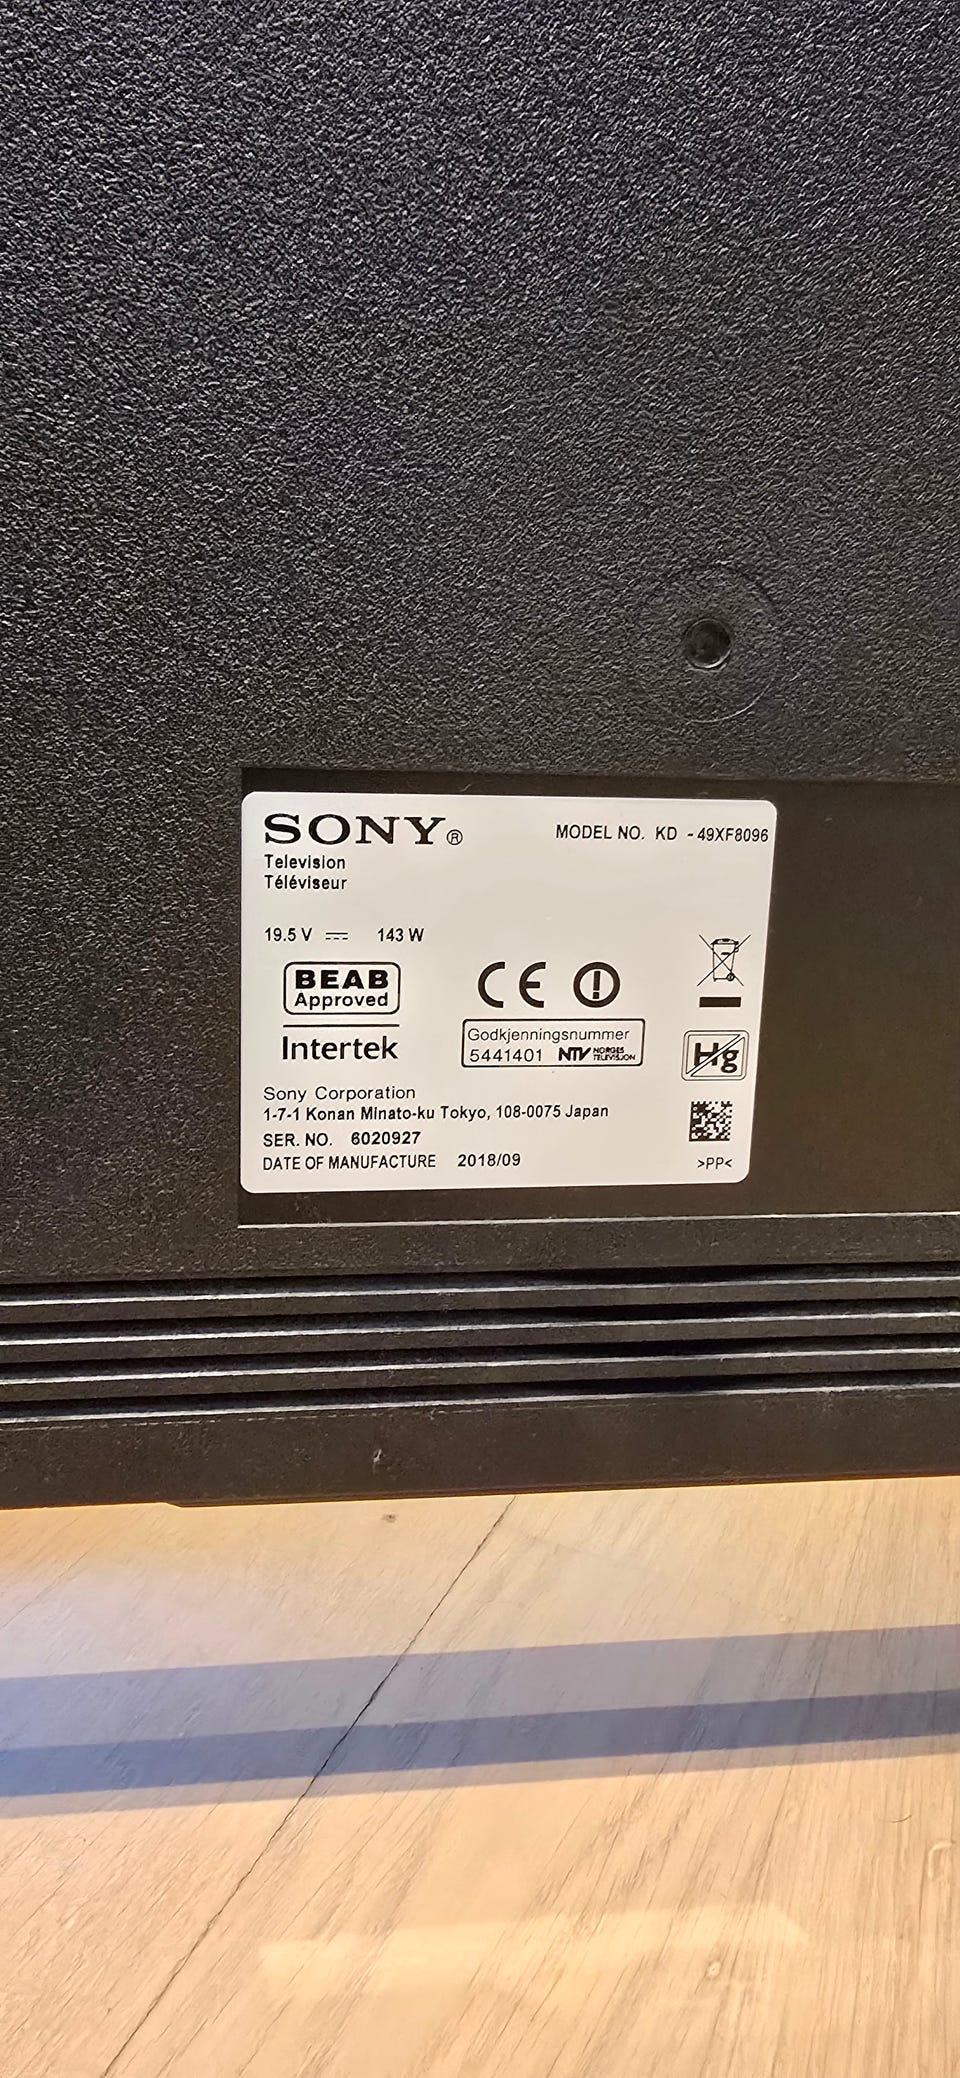 SONY®
MODEL NO. KD - 49XF8096
Television
Téléviseur
19.5 V ⎓ 143 W
BEAB
Approved
Intertek
CE
Godkjenningsnummer
5441401 NTV NORGES TELEVISJON
Hg
Sony Corporation
1-7-1 Konan Minato-ku Tokyo, 108-0075 Japan
SER. NO. 6020927
DATE OF MANUFACTURE 2018/09
>PP<